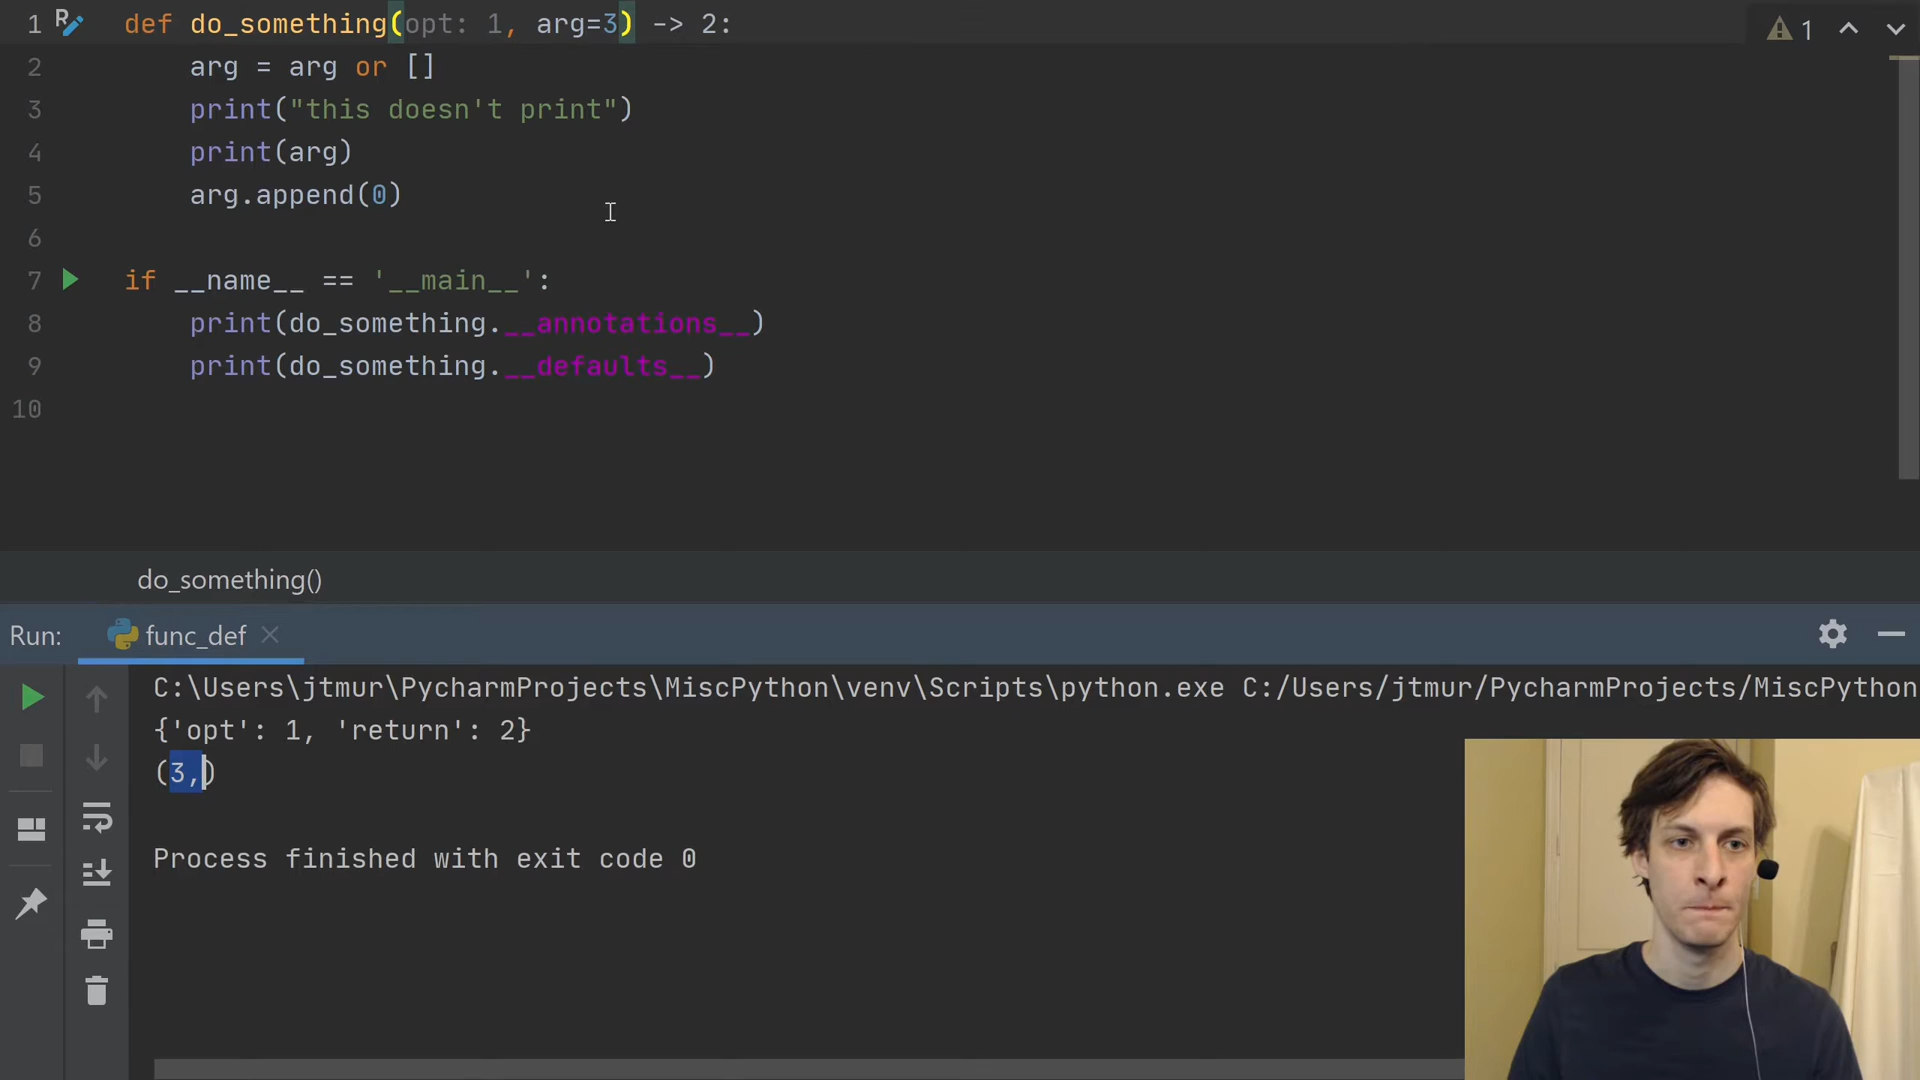 1 def do_something(opt: 1, arg=3) -> 2:
2 arg = arg or []
3 print("this doesn't print")
4 print(arg)
5 arg.append(0)
6
7 if __name__ == '__main__':
8 print(do_something.__annotations__)
9 print(do_something.__defaults__)
10
1
do_something()
Run: func_def
C:\Users\jtmur\PycharmProjects\MiscPython\venv\Scripts\python.exe C:/Users/jtmur/PycharmProjects/MiscPython
{'opt': 1, 'return': 2}
(3,)
Process finished with exit code 0